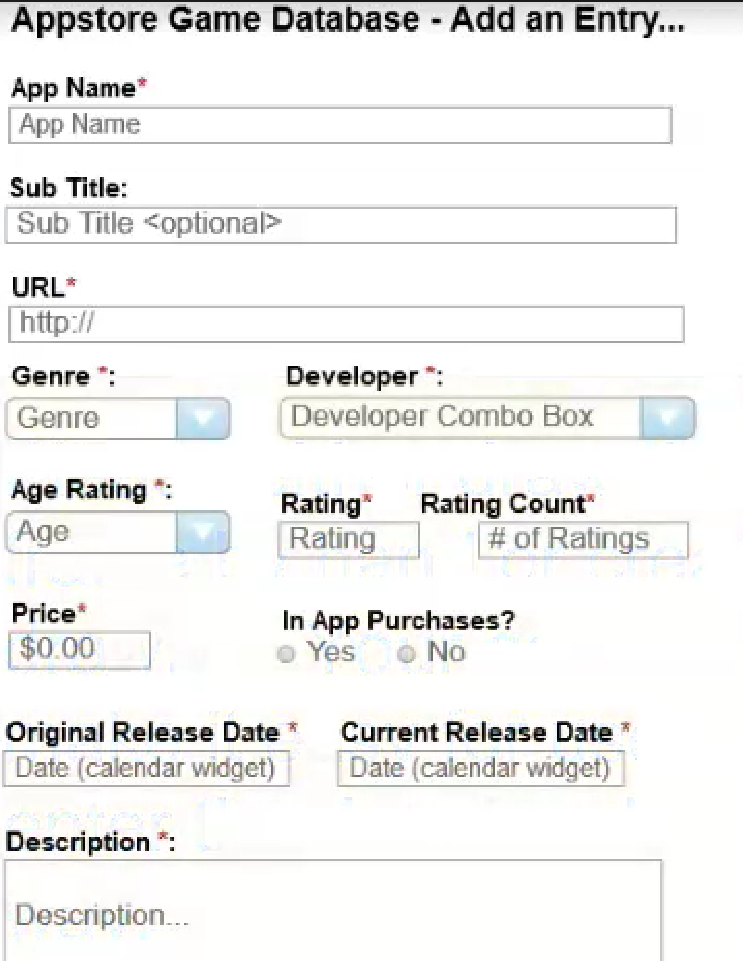 Appstore Game Database - Add an Entry...
App Name*
App Name
Sub Title:
Sub Title <optional>
URL*
http://
Genre *: Developer *:
Genre Developer Combo Box
Age Rating *: Rating* Rating Count*
Age Rating # of Ratings
Price* In App Purchases?
$0.00 Yes No
Original Release Date * Current Release Date *
Date (calendar widget) Date (calendar widget)
Description *:
Description...